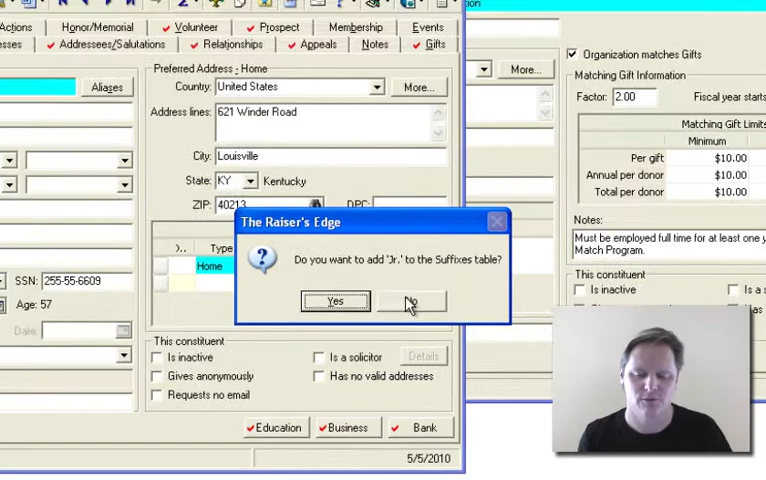 Actions Honor/Memorial Volunteer Prospect Membership Events
Addressees/Salutations Relationships Appeals Notes Gifts
Aliases
SSN: 255-55-6609
Age: 57
Date:
Preferred Address - Home
Country: United States More...
Address lines: 621 Winder Road
City: Louisville
State: KY Kentucky
ZIP: 40213 DPC:
).. Type
Home
The Raiser's Edge
Do you want to add 'Jr.' to the Suffixes table?
Yes No
This constituent
Is inactive Is a solicitor Details
Gives anonymously Has no valid addresses
Requests no email
Education Business Bank
5/5/2010
More...
Organization matches Gifts
Matching Gift Information
Factor: 2.00 Fiscal year starts
Matching Gift Limits
Minimum
Per gift $10.00
Annual per donor $10.00
Total per donor $10.00
Notes:
Must be employed full time for at least one
Match Program.
This constituent
Is inactive Is a